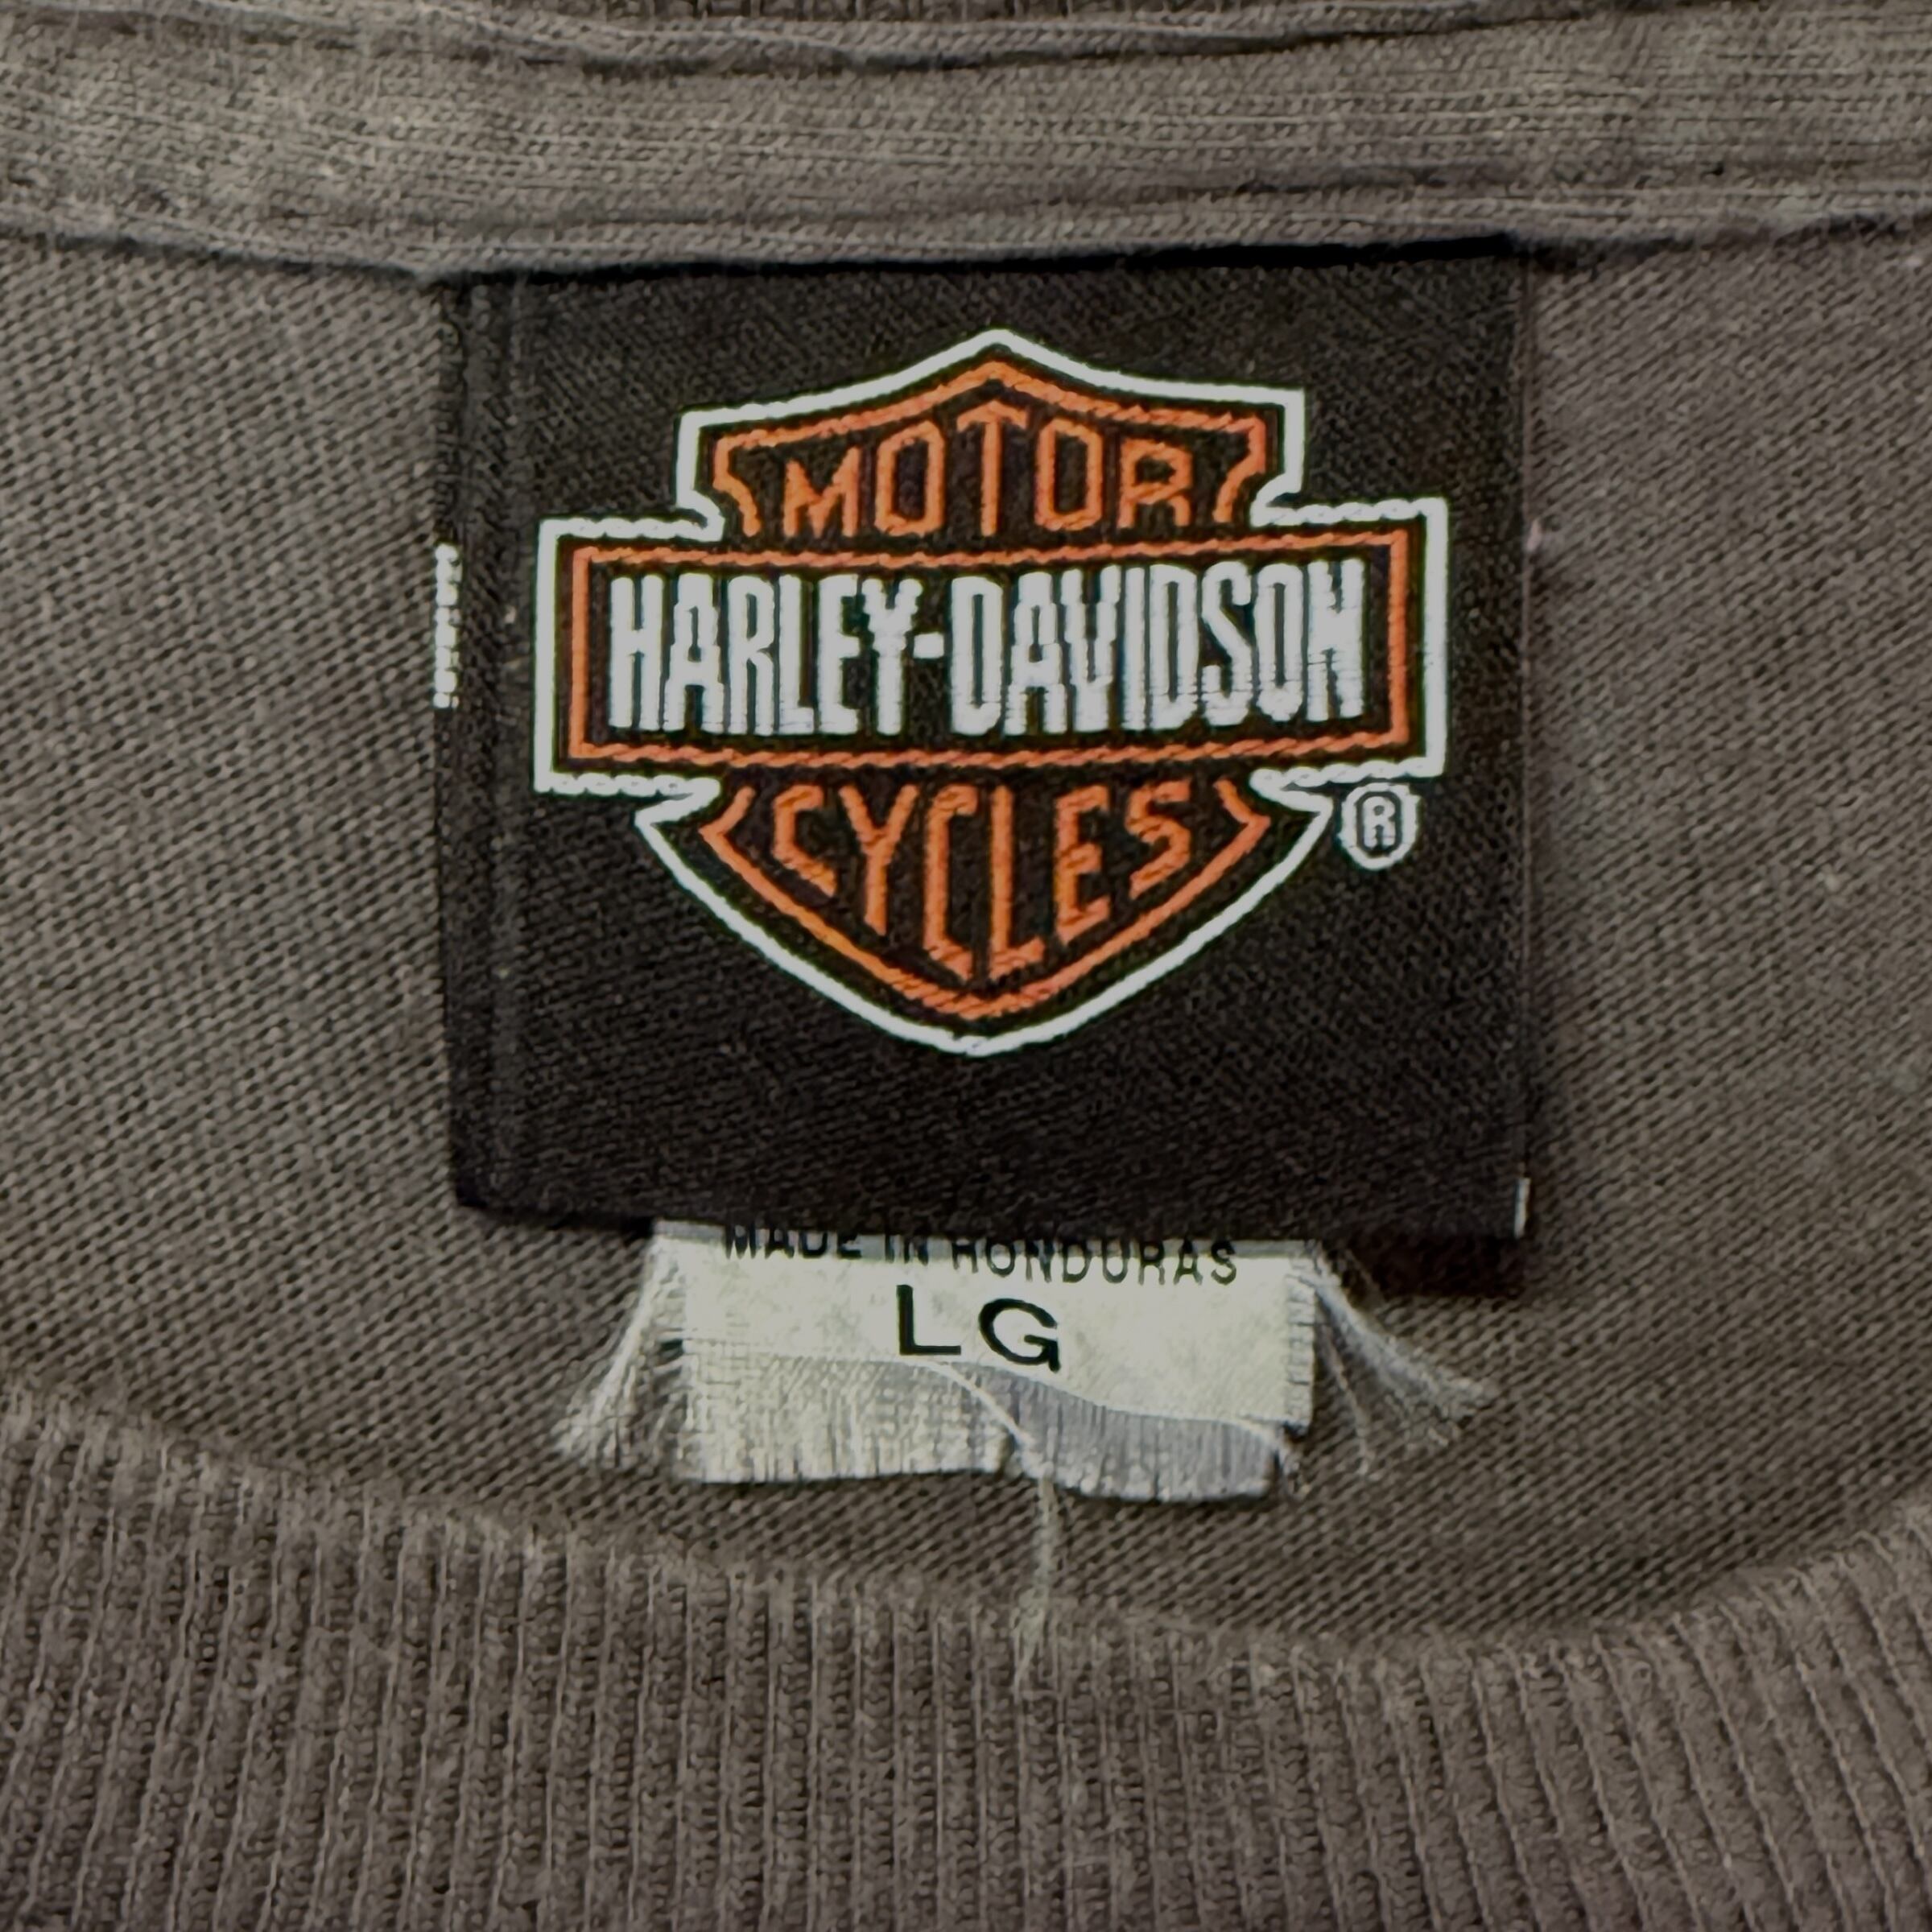 MOTOR
HARLEY-DAVIDSON
CYCLES
®
MADE IN HONDURAS
LG